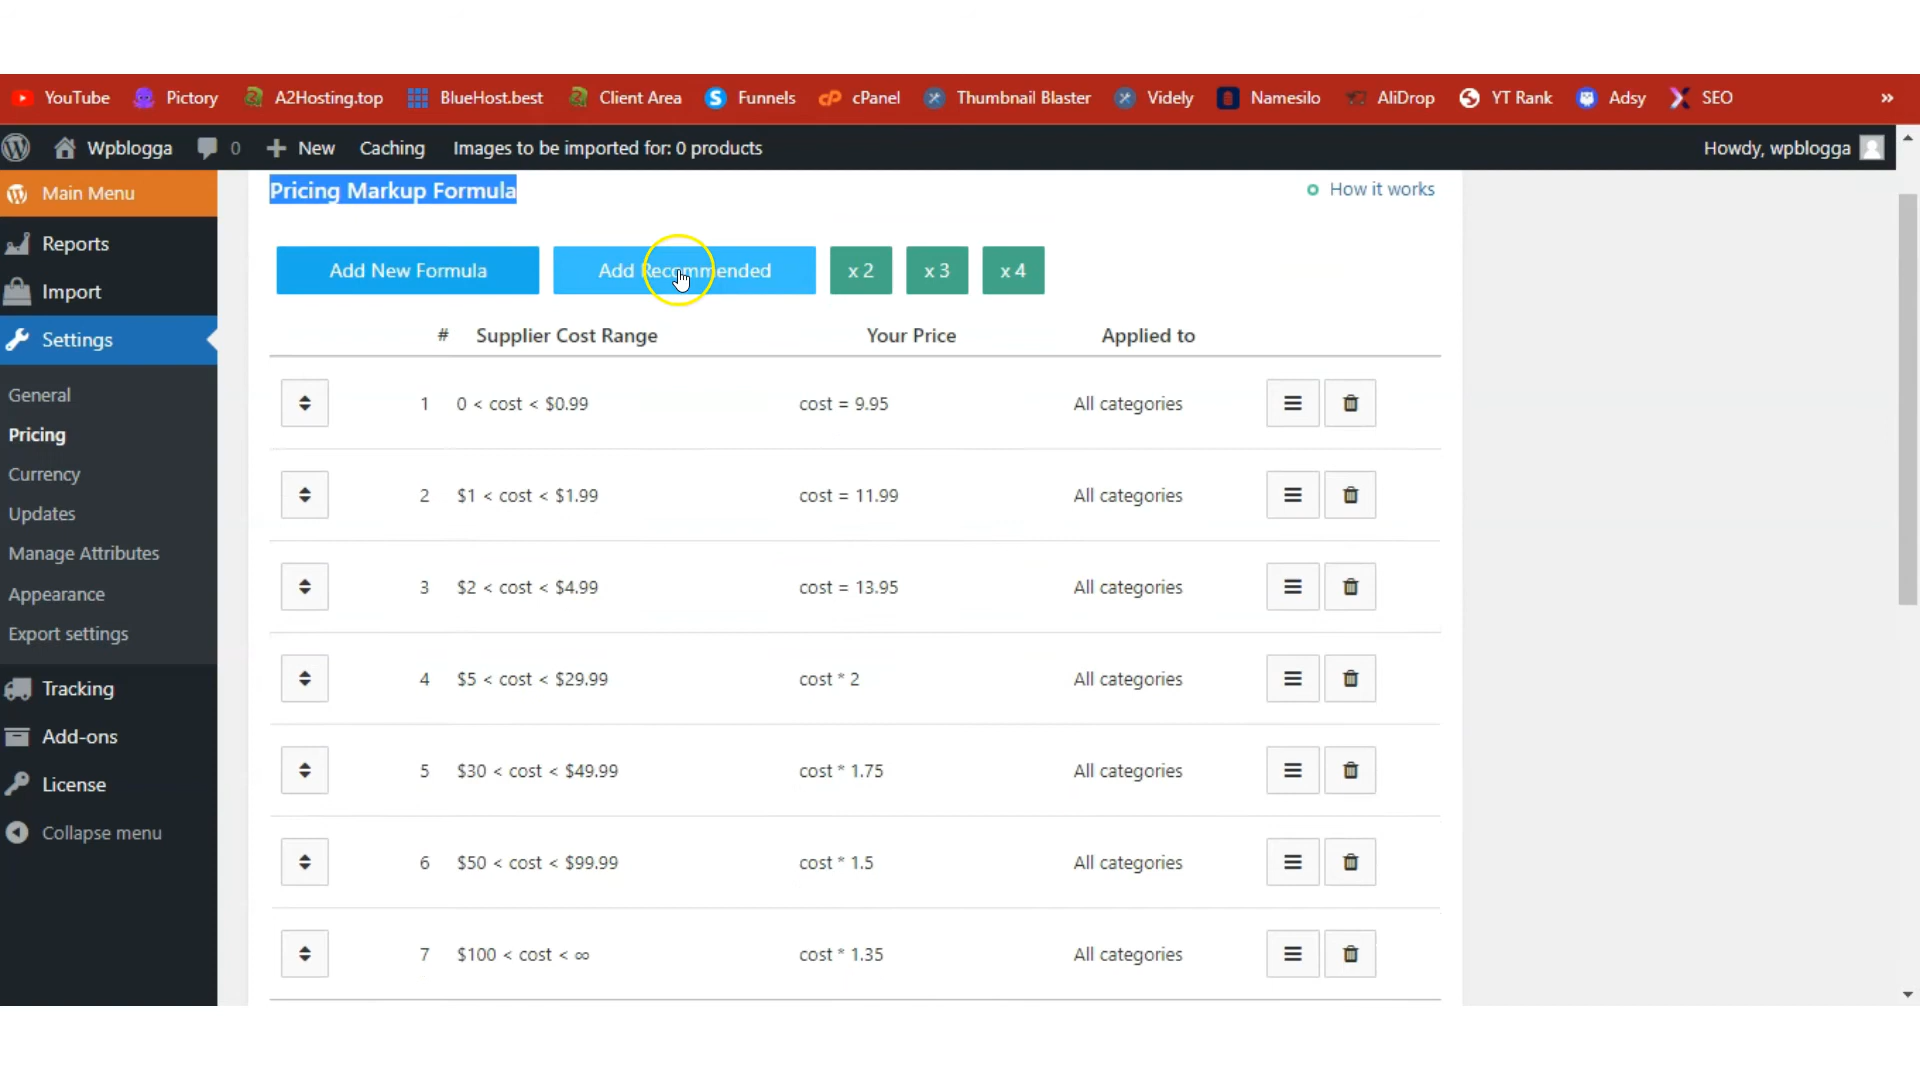 YouTube Pictory A2Hosting.top BlueHost.best Client Area Funnels cPanel Thumbnail Blaster Videly Namesilo AliDrop YT Rank Adsy SEO »
Wpblogga 0 New Caching Images to be imported for: 0 products Howdy, wpblogga
Main Menu
Reports
Import
Settings
General
Pricing
Currency
Updates
Manage Attributes
Appearance
Export settings
Tracking
Add-ons
License
Collapse menu
Pricing Markup Formula How it works
Add New Formula Add Recommended x 2 x 3 x 4
# Supplier Cost Range Your Price Applied to
1 0 < cost < $0.99 cost = 9.95 All categories
2 $1 < cost < $1.99 cost = 11.99 All categories
3 $2 < cost < $4.99 cost = 13.95 All categories
4 $5 < cost < $29.99 cost * 2 All categories
5 $30 < cost < $49.99 cost * 1.75 All categories
6 $50 < cost < $99.99 cost * 1.5 All categories
7 $100 < cost < ∞ cost * 1.35 All categories